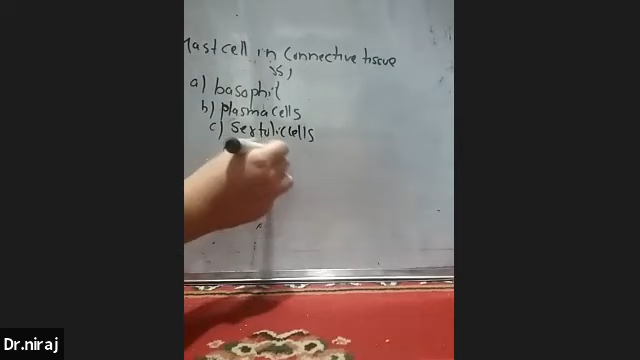 Mast cell in connective tissue
is,
a) basophil
b) plasma cells
c) Sertoli cells
Dr.niraj